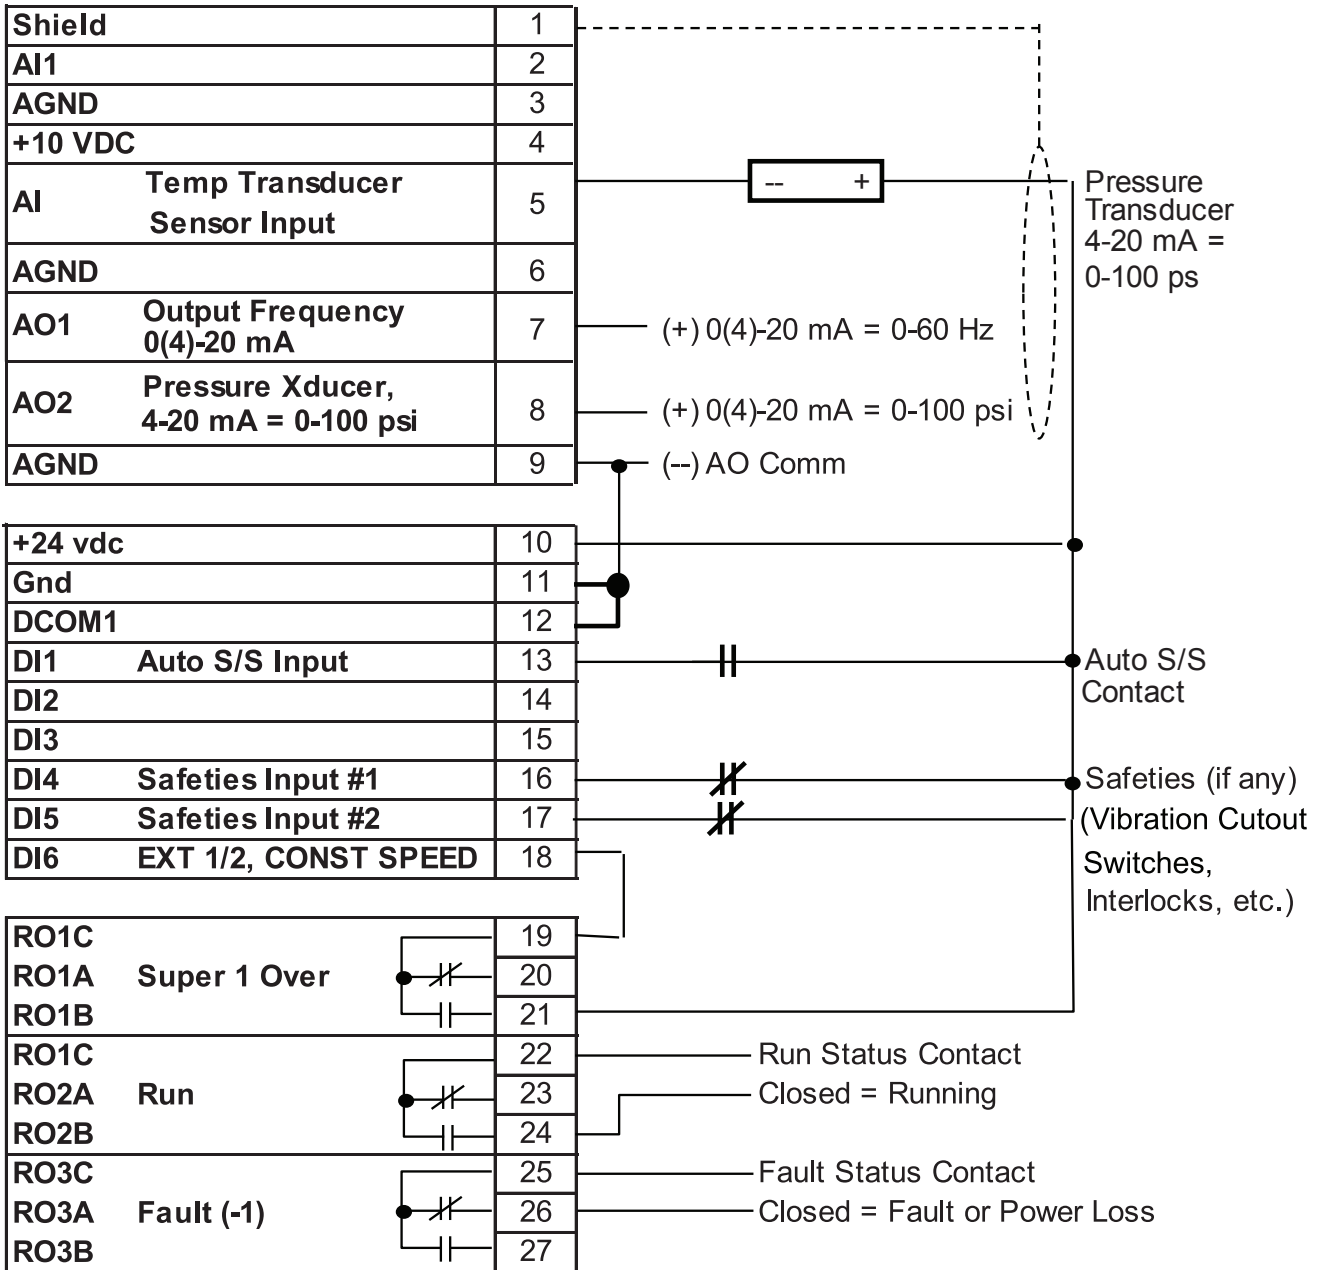 Shield 1
AI1 2
AGND 3
+10 VDC 4
AI Temp Transducer Sensor Input 5
AGND 6
AO1 Output Frequency 0(4)-20 mA 7
AO2 Pressure Xducer, 4-20 mA = 0-100 psi 8
AGND 9
-- +
Pressure
Transducer
4-20 mA =
0-100 ps
(+) 0(4)-20 mA = 0-60 Hz
(+) 0(4)-20 mA = 0-100 psi
(--) AO Comm
+24 vdc 10
Gnd 11
DCOM1 12
DI1 Auto S/S Input 13
DI2 14
DI3 15
DI4 Safeties Input #1 16
DI5 Safeties Input #2 17
DI6 EXT 1/2, CONST SPEED 18
Auto S/S
Contact
Safeties (if any)
(Vibration Cutout
Switches,
Interlocks, etc.)
RO1C 19
RO1A Super 1 Over 20
RO1B 21
RO1C 22 Run Status Contact
RO2A Run 23 Closed = Running
RO2B 24
RO3C 25 Fault Status Contact
RO3A Fault (-1) 26 Closed = Fault or Power Loss
RO3B 27